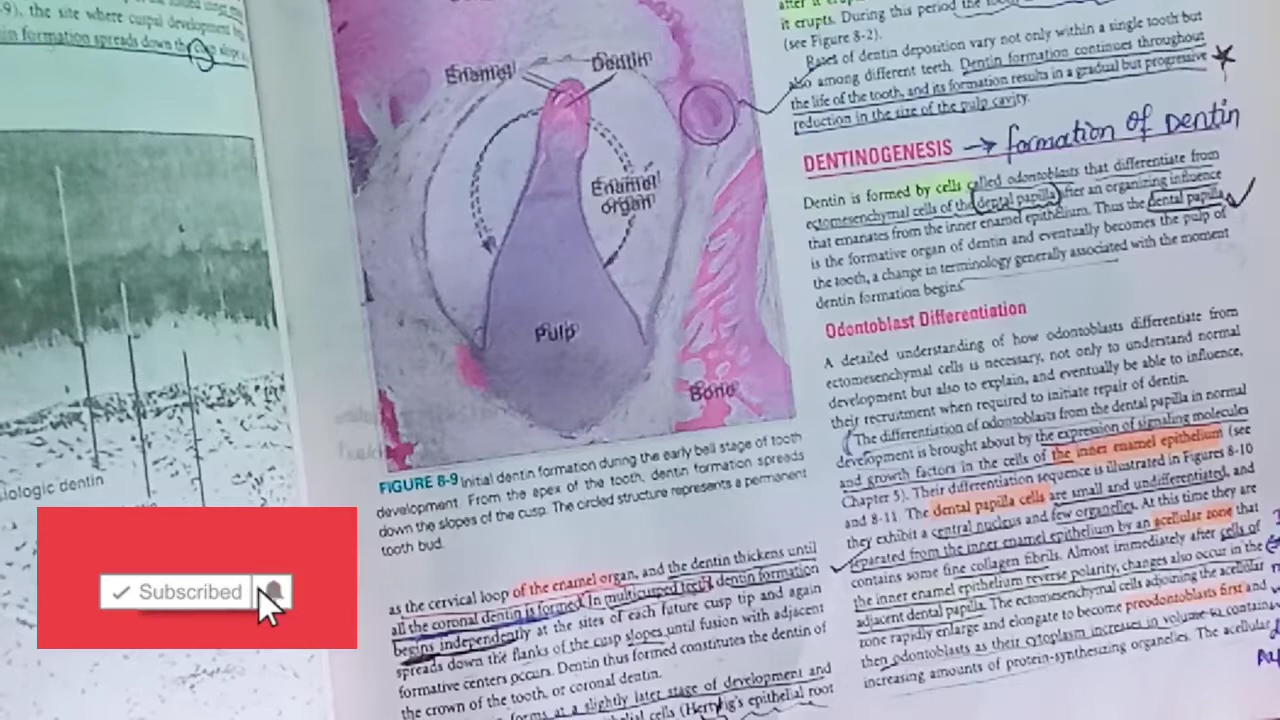 -9), the site where cuspal development
formation spreads down the cusp slope
iologic dentin
Subscribed
Enamel
Dentin
Enamel
organ
Pulp
Bone
FIGURE 8-9 Initial dentin formation during the early bell stage of tooth
development. From the apex of the tooth, dentin formation spreads
down the slopes of the cusp. The circled structure represents a permanent
tooth bud.
as the cervical loop of the enamel organ, and the dentin thickens until
all the coronal dentin is formed. In multicusped teeth, dentin formation
begins independently at the sites of each future cusp tip and again
spreads down the flanks of the cusp slopes until fusion with adjacent
formative centers occurs. Dentin thus formed constitutes the dentin of
the crown of the tooth, or coronal dentin.
forms at a slightly later stage of development and
cells (Hertwig's epithelial root
it erupts. During this period the
(see Figure 8-2).
Rates of dentin deposition vary not only within a single tooth but
also among different teeth. Dentin formation continues throughout
the life of the tooth, and its formation results in a gradual but progressive
reduction in the size of the pulp cavity.
DENTINOGENESIS → formation of Dentin
Dentin is formed by cells called odontoblasts that differentiate from
ectomesenchymal cells of the dental papilla after an organizing influence
that emanates from the inner enamel epithelium. Thus the dental papilla
is the formative organ of dentin and eventually becomes the pulp of
the tooth, a change in terminology generally associated with the moment
dentin formation begins.
Odontoblast Differentiation
A detailed understanding of how odontoblasts differentiate from
ectomesenchymal cells is necessary, not only to understand normal
development but also to explain, and eventually be able to influence,
their recruitment when required to initiate repair of dentin.
The differentiation of odontoblasts from the dental papilla in normal
development is brought about by the expression of signaling molecules
and growth factors in the cells of the inner enamel epithelium (see
Chapter 5). Their differentiation sequence is illustrated in Figures 8-10
and 8-11. The dental papilla cells are small and undifferentiated, and
they exhibit a central nucleus and few organelles. At this time they are
separated from the inner enamel epithelium by an acellular zone that
contains some fine collagen fibrils. Almost immediately after cells of
the inner enamel epithelium reverse polarity, changes also occur in the
adjacent dental papilla. The ectomesenchymal cells adjoining the acellular
zone rapidly enlarge and elongate to become preodontoblasts first and
then odontoblasts as their cytoplasm increases in volume to contain
increasing amounts of protein-synthesizing organelles. The acellular